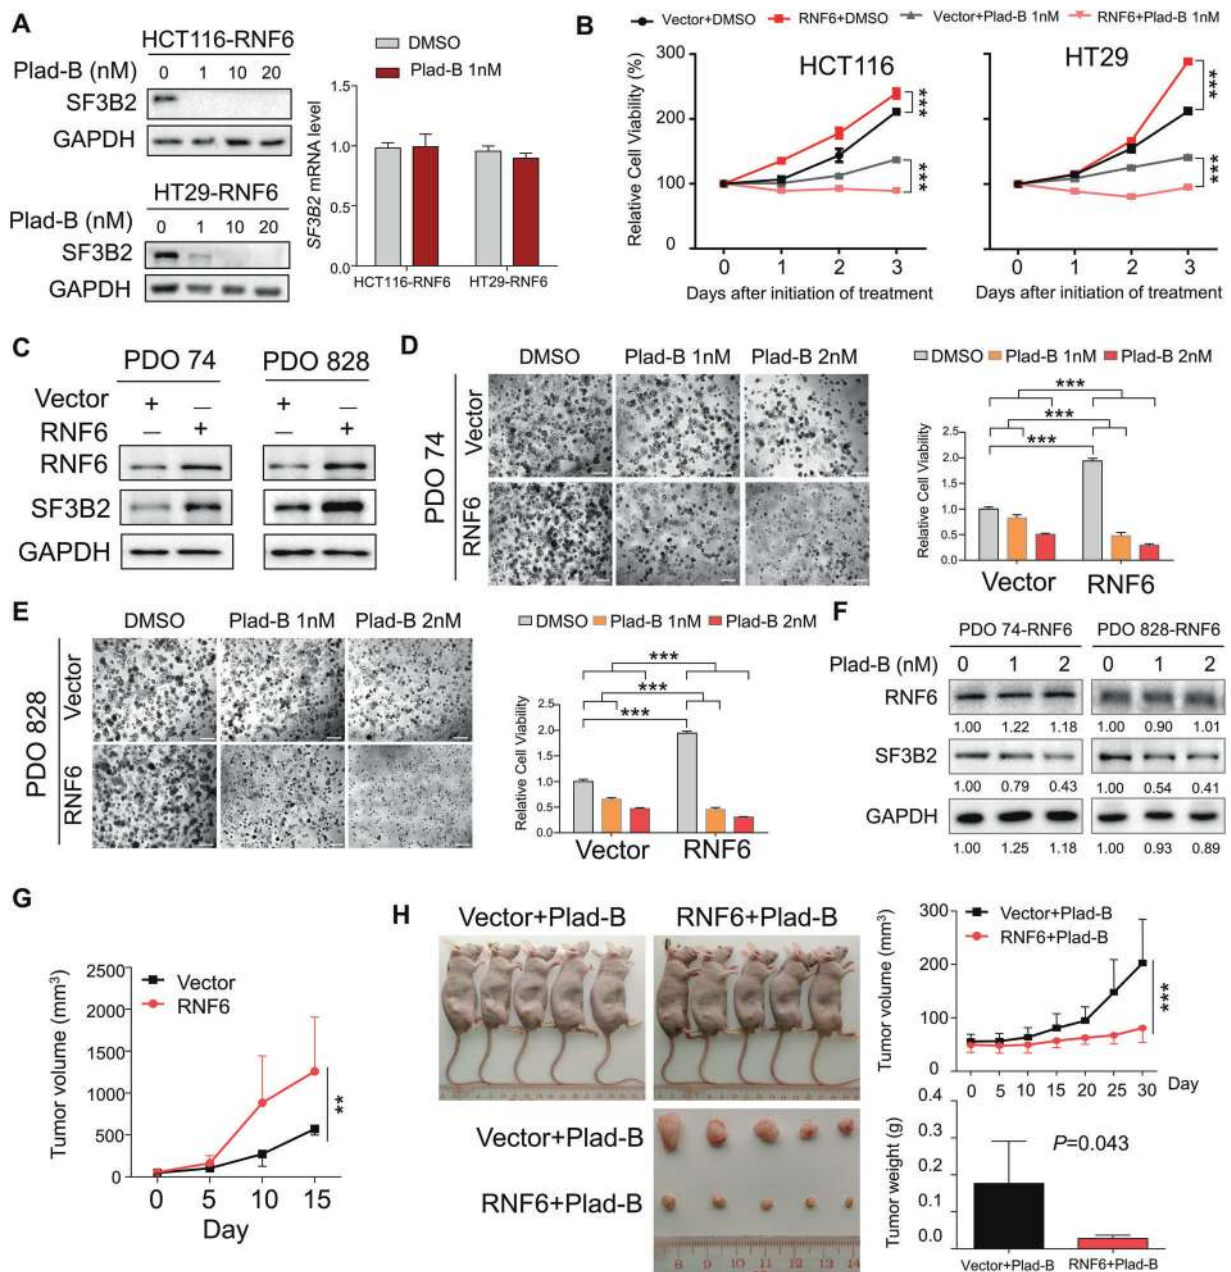 A
HCT116-RNF6
Plad-B (nM) 0 1 10 20
SF3B2
GAPDH
HT29-RNF6
Plad-B (nM) 0 1 10 20
SF3B2
GAPDH
DMSO
Plad-B 1nM
SF3B2 mRNA level
1.5
1.0
0.5
0.0
HCT116-RNF6 HT29-RNF6
B
Vector+DMSO RNF6+DMSO Vector+Plad-B 1nM RNF6+Plad-B 1nM
HCT116
Relative Cell Viability (%)
300
200
100
0
***
***
0 1 2 3
Days after initiation of treatment
HT29
***
***
0 1 2 3
Days after initiation of treatment
C
PDO 74 PDO 828
Vector + — + —
RNF6 — + — +
RNF6
SF3B2
GAPDH
D
DMSO Plad-B 1nM Plad-B 2nM
PDO 74
Vector
RNF6
DMSO Plad-B 1nM Plad-B 2nM
***
***
***
Relative Cell Viability
2.5
2.0
1.5
1.0
0.5
0.0
Vector RNF6
E
DMSO Plad-B 1nM Plad-B 2nM
PDO 828
Vector
RNF6
DMSO Plad-B 1nM Plad-B 2nM
***
***
***
Relative Cell Viability
2.5
2.0
1.5
1.0
0.5
0.0
Vector RNF6
F
PDO 74-RNF6 PDO 828-RNF6
Plad-B (nM) 0 1 2 0 1 2
RNF6
1.00 1.22 1.18 1.00 0.90 1.01
SF3B2
1.00 0.79 0.43 1.00 0.54 0.41
GAPDH
1.00 1.25 1.18 1.00 0.93 0.89
G
Vector
RNF6
Tumor volume (mm³)
2500
2000
1500
1000
500
0
**
0 5 10 15
Day
H
Vector+Plad-B RNF6+Plad-B
Vector+Plad-B
RNF6+Plad-B
8 9 10 11 12 13 14
Vector+Plad-B
RNF6+Plad-B
Tumor volume (mm³)
300
200
100
0
***
0 5 10 15 20 25 30 Day
Tumor weight (g)
0.3
0.2
0.1
0.0
P=0.043
Vector+Plad-B RNF6+Plad-B